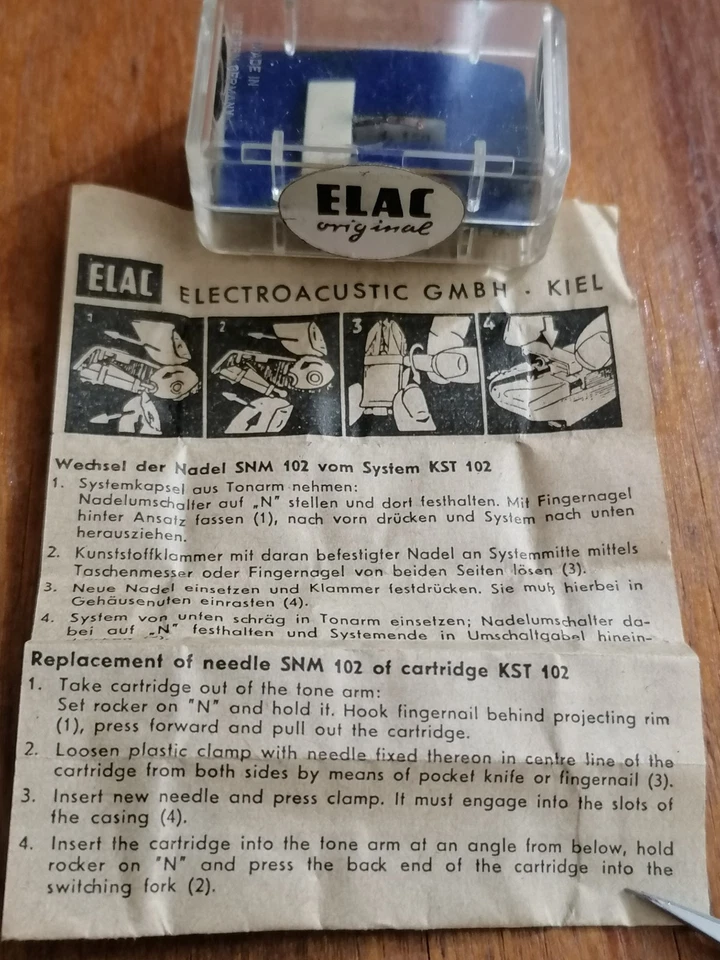 MADE IN
GERMANY
ELAC
original
ELAC ELECTROACUSTIC GMBH . KIEL
1 2 3 4
Wechsel der Nadel SNM 102 vom System KST 102
1. Systemkapsel aus Tonarm nehmen:
Nadelumschalter auf „N" stellen und dort festhalten. Mit Fingernagel
hinter Ansatz fassen (1), nach vorn drücken und System nach unten
herausziehen.
2. Kunststoffklammer mit daran befestigter Nadel an Systemmitte mittels
Taschenmesser oder Fingernagel von beiden Seiten lösen (3).
3. Neue Nadel einsetzen und Klammer festdrücken. Sie muß hierbei in
Gehäusenuten einrasten (4).
4. System von unten schräg in Tonarm einsetzen; Nadelumschalter da-
bei auf „N" festhalten und Systemende in Umschaltgabel hinein-
Replacement of needle SNM 102 of cartridge KST 102
1. Take cartridge out of the tone arm:
Set rocker on "N" and hold it. Hook fingernail behind projecting rim
(1), press forward and pull out the cartridge.
2. Loosen plastic clamp with needle fixed thereon in centre line of the
cartridge from both sides by means of pocket knife or fingernail (3).
3. Insert new needle and press clamp. It must engage into the slots of
the casing (4).
4. Insert the cartridge into the tone arm at an angle from below, hold
rocker on "N" and press the back end of the cartridge into the
switching fork (2).